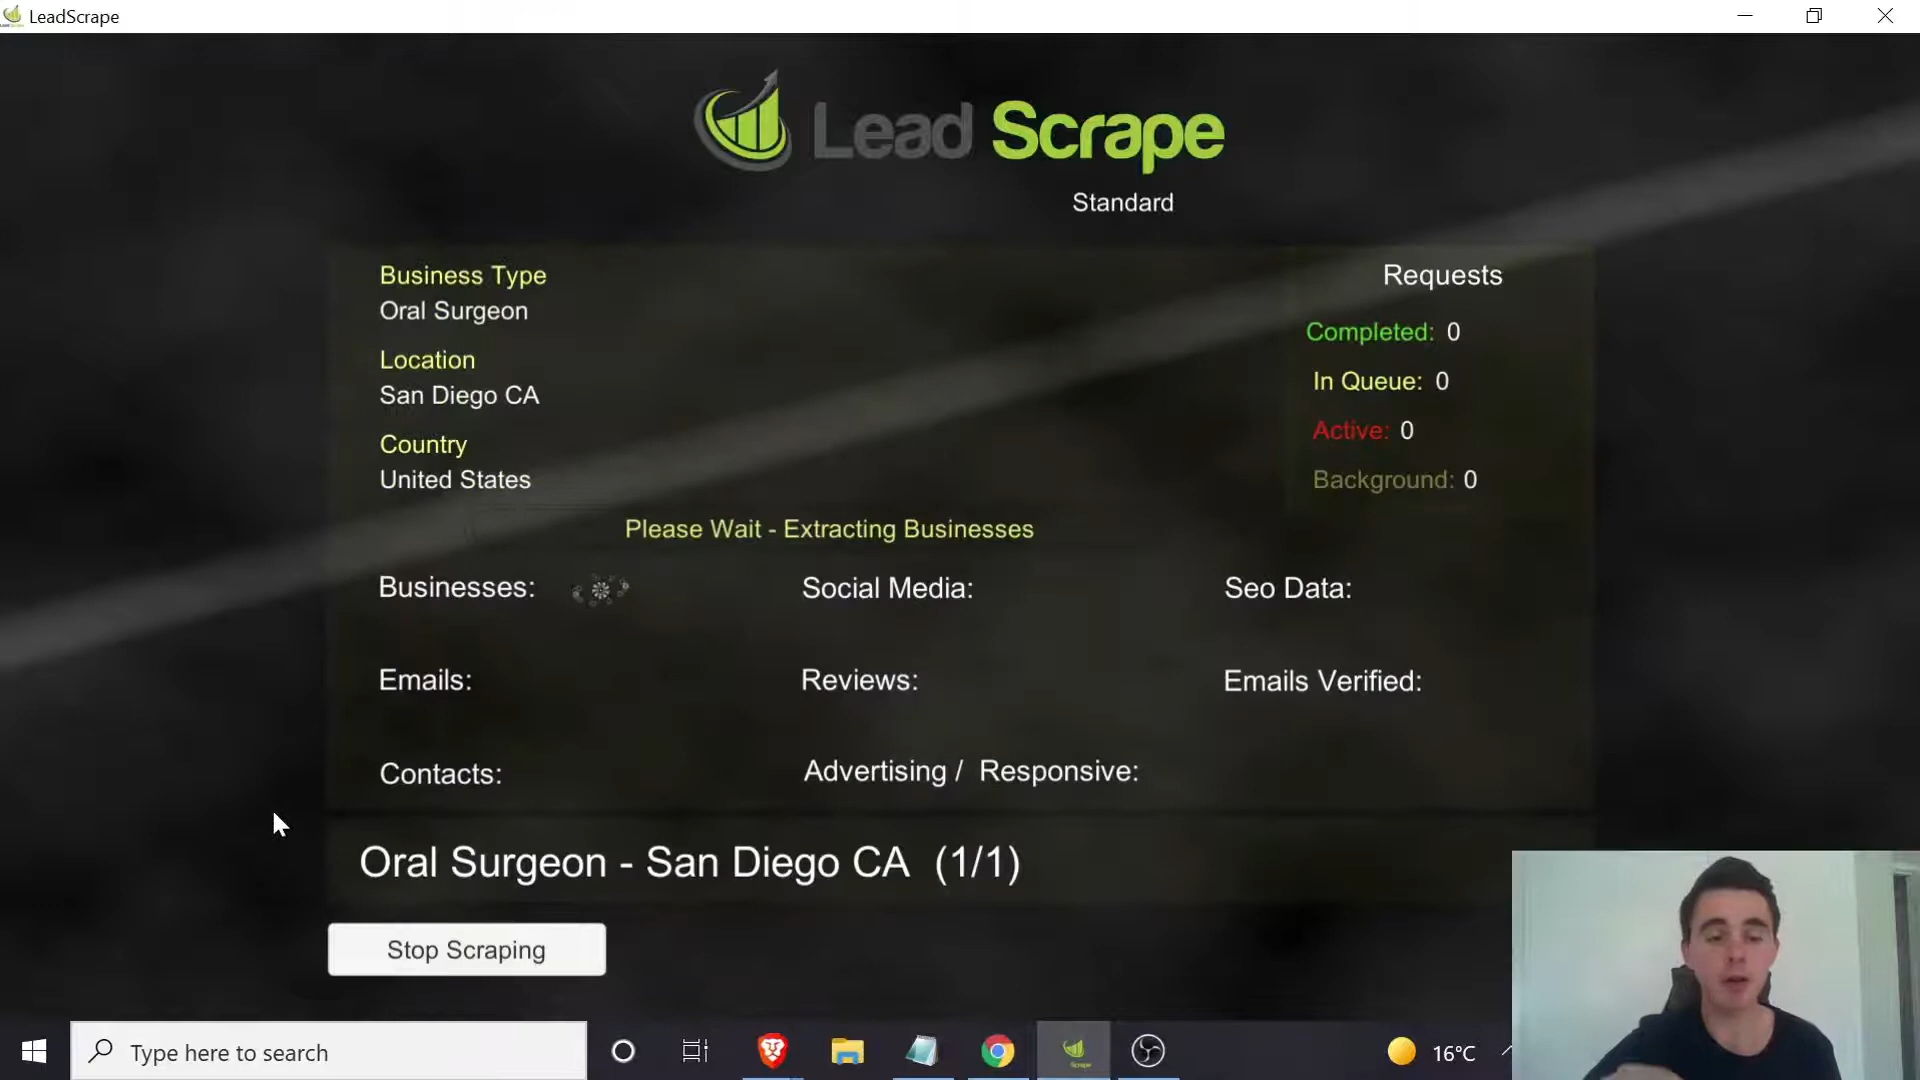 LeadScrape
Lead Scrape
Standard
Business Type
Oral Surgeon
Location
San Diego CA
Country
United States
Requests
Completed: 0
In Queue: 0
Active: 0
Background: 0
Please Wait - Extracting Businesses
Businesses:
Social Media:
Seo Data:
Emails:
Reviews:
Emails Verified:
Contacts:
Advertising / Responsive:
Oral Surgeon - San Diego CA (1/1)
Stop Scraping
Type here to search
16°C